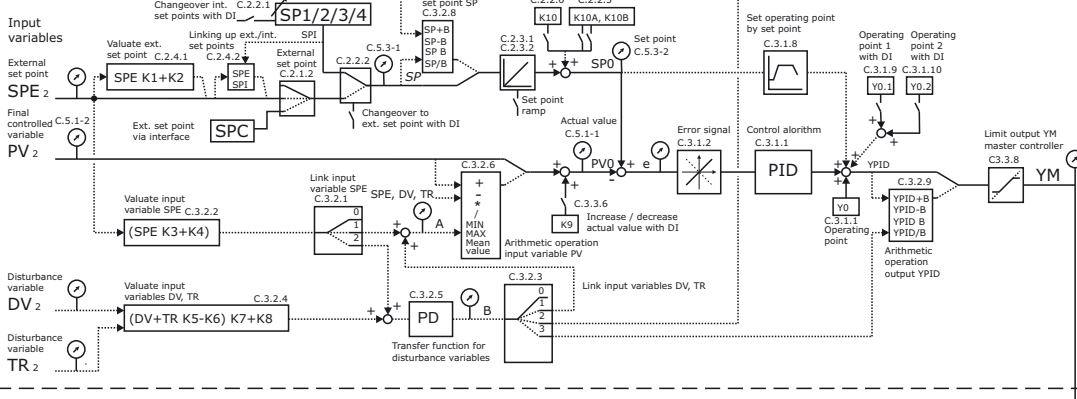 Changeover int.
set points with DI
C.2.2.1
SP1/2/3/4
SPI
set point SP
C.3.2.8
SP+B
SP-B
SP B
SP/B
K10
K10A, K10B
Input
variables
Valuate ext.
set point
C.2.4.1
SPE K1+K2
Linking up ext./int.
set points
C.2.4.2
SPE
SPI
External
set point
C.2.1.2
C.2.2.2
C.5.3-1
SP
C.2.3.1
C.2.3.2
+
+
Set point
C.5.3-2
SP0
Set operating point
by set point
C.3.1.8
Operating
point 1
with DI
C.3.1.9
Y0.1
Operating
point 2
with DI
C.3.1.10
Y0.2
+
+
External
set point
SPE 2
Final
controlled
variable
C.5.1-2
PV 2
Ext. set point
via interface
SPC
Changeover to
ext. set point with DI
Set point
ramp
Actual value
C.5.1-1
PV0
+
+
C.3.3.6
K9
Increase / decrease
actual value with DI
+
-
e
Error signal
C.3.1.2
Control alorithm
C.3.1.1
PID
+
+
+
+
YPID
Y0
C.3.1.1
Operating
point
C.3.2.9
YPID+B
YPID-B
YPID B
YPID/B
Arithmetic
operation
output YPID
Limit output YM
master controller
C3.3.8
YM
Valuate input
variable SPE
C.3.2.2
(SPE K3+K4)
Link input
variable SPE
C.3.2.1
0
1
2
SPE, DV, TR
+
+
A
C.3.2.6
+
-
*
/
MIN
MAX
Mean
value
Arithmetic operation
input variable PV
Disturbance
variable
DV 2
Valuate input
variables DV, TR
C.3.2.4
(DV+TR K5-K6) K7+K8
+
+
C.3.2.5
PD
Transfer function for
disturbance variables
B
C.3.2.3
0
1
2
3
Link input variables DV, TR
Disturbance
variable
TR 2